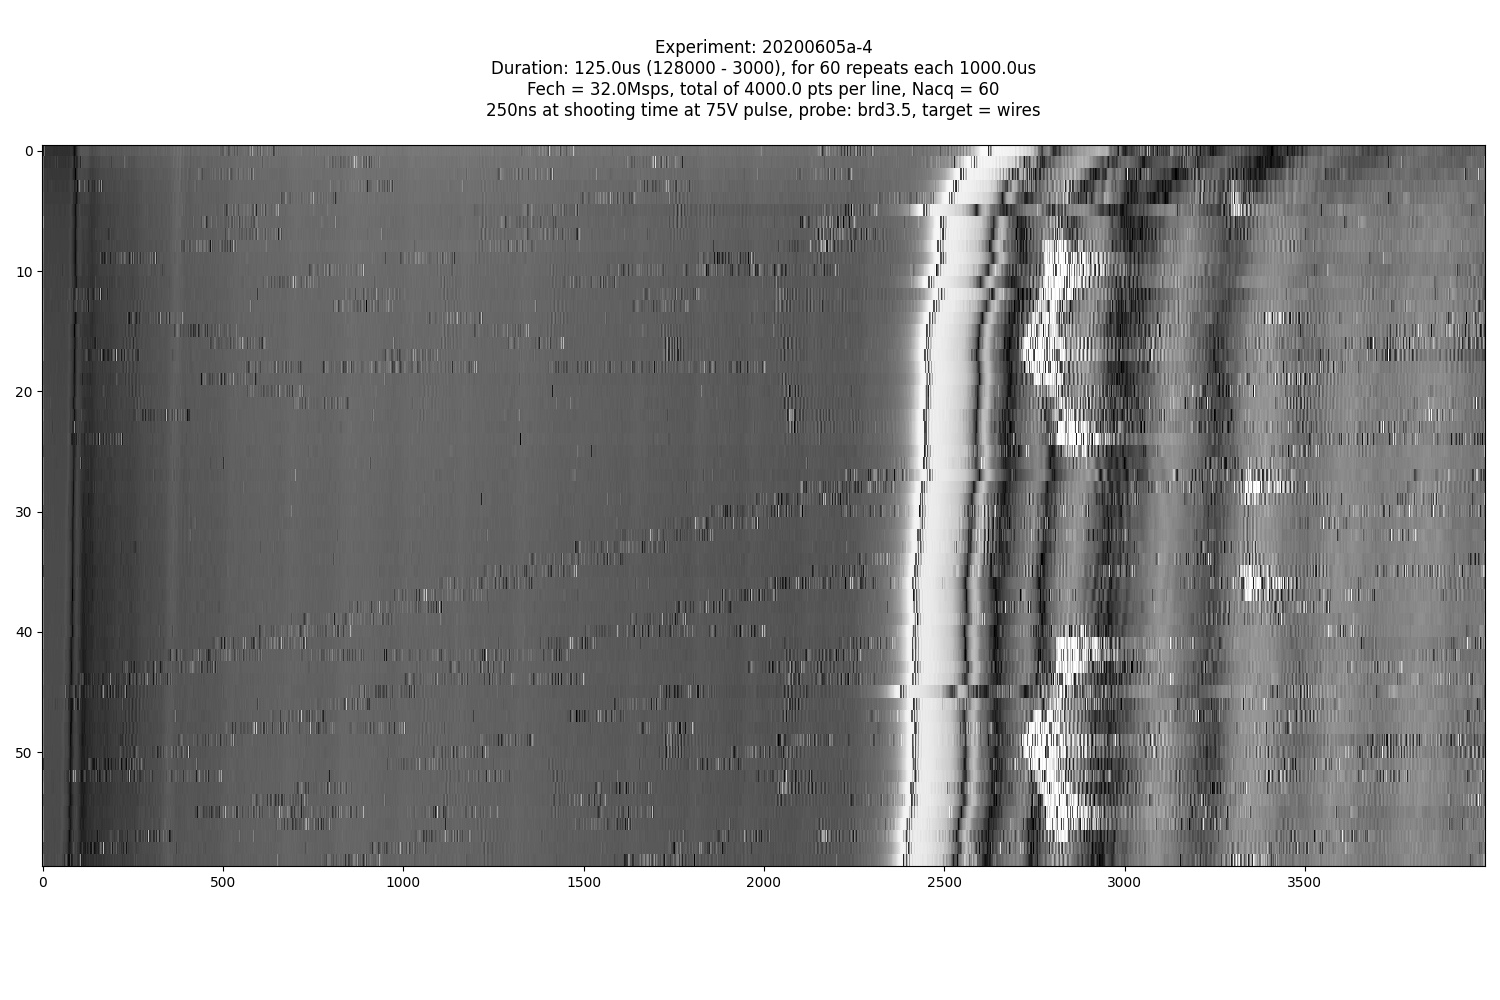 Experiment: 20200605a-4
Duration: 125.0us (128000 - 3000), for 60 repeats each 1000.0us
Fech = 32.0Msps, total of 4000.0 pts per line, Nacq = 60
250ns at shooting time at 75V pulse, probe: brd3.5, target = wires
0
10
20
30
40
50
0 500 1000 1500 2000 2500 3000 3500